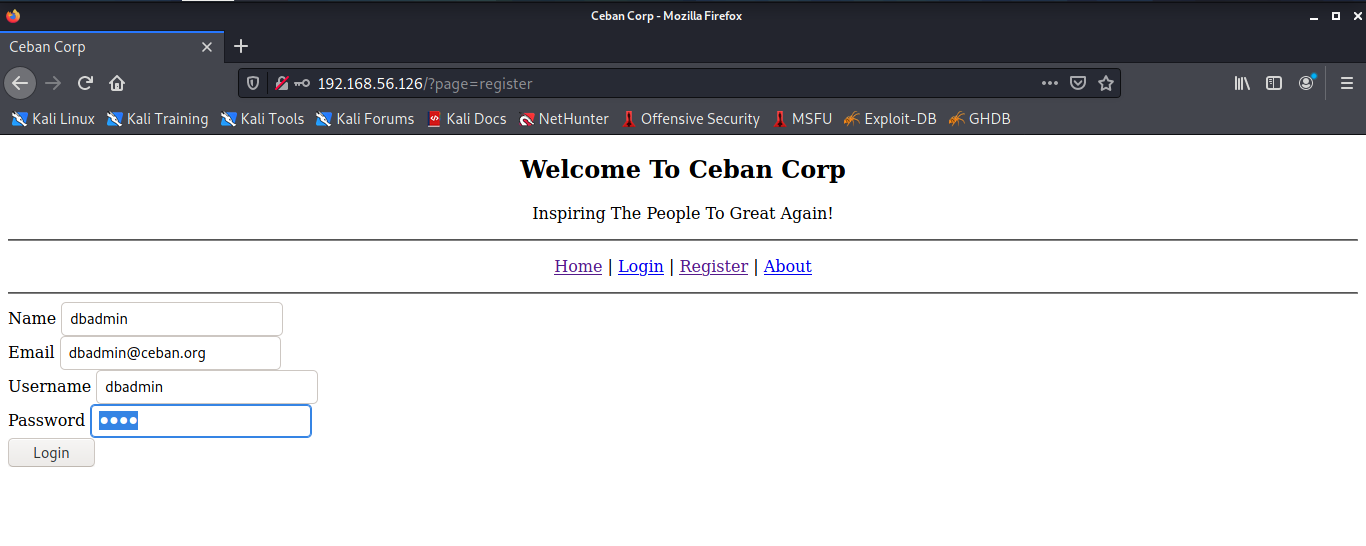 Ceban Corp - Mozilla Firefox
Ceban Corp
192.168.56.126/?page=register
Kali Linux Kali Training Kali Tools Kali Forums Kali Docs NetHunter Offensive Security MSFU Exploit-DB GHDB
Welcome To Ceban Corp
Inspiring The People To Great Again!
Home | Login | Register | About
Name dbadmin
Email dbadmin@ceban.org
Username dbadmin
Password ••••
Login